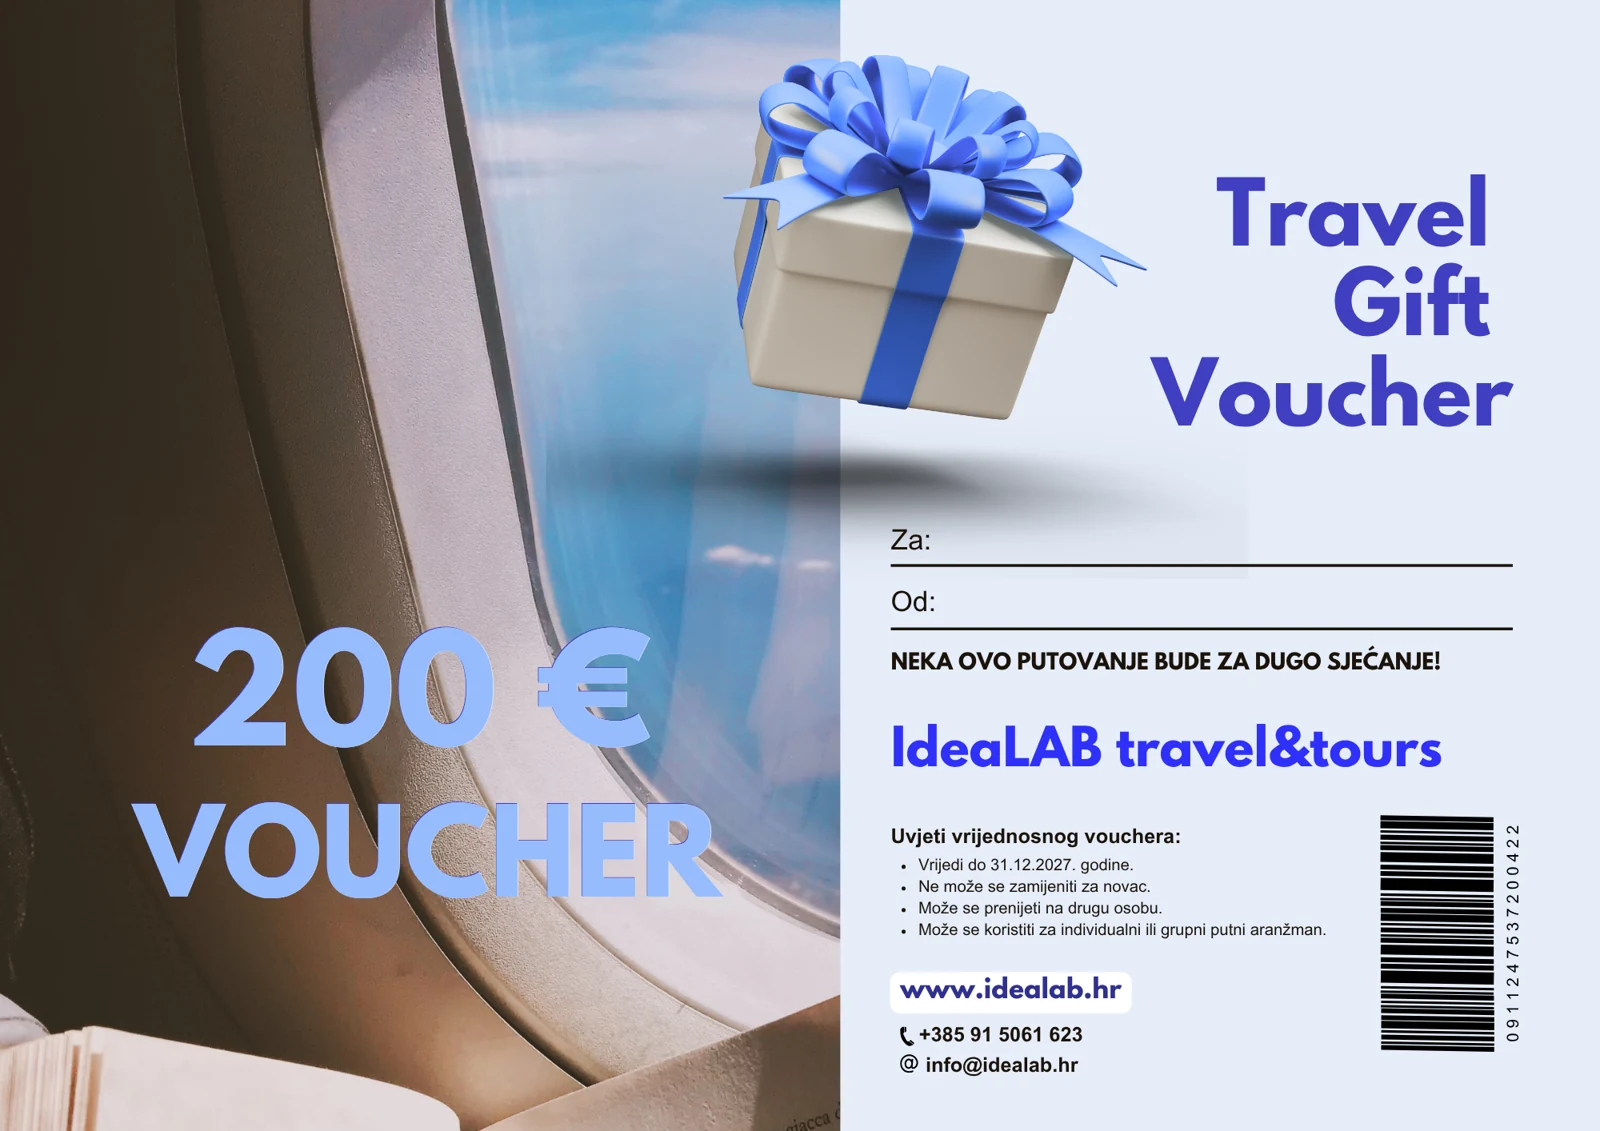 Travel
Gift
Voucher
200 €
VOUCHER
Za:
Od:
NEKA OVO PUTOVANJE BUDE ZA DUGO SJEĆANJE!
IdeaLAB travel&tours
Uvjeti vrijednosnog vouchera:
• Vrijedi do 31.12.2027. godine.
• Ne može se zamijeniti za novac.
• Može se prenijeti na drugu osobu.
• Može se koristiti za individualni ili grupni putni aranžman.
0911247537200422
www.idealab.hr
+385 91 5061 623
@ info@idealab.hr
giacca